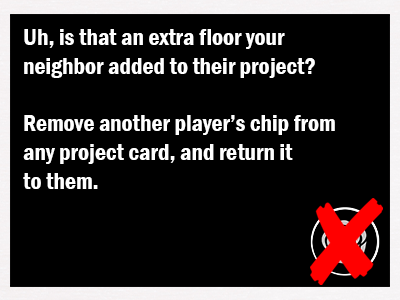 Uh, is that an extra floor your
neighbor added to their project?
Remove another player’s chip from
any project card, and return it
to them.